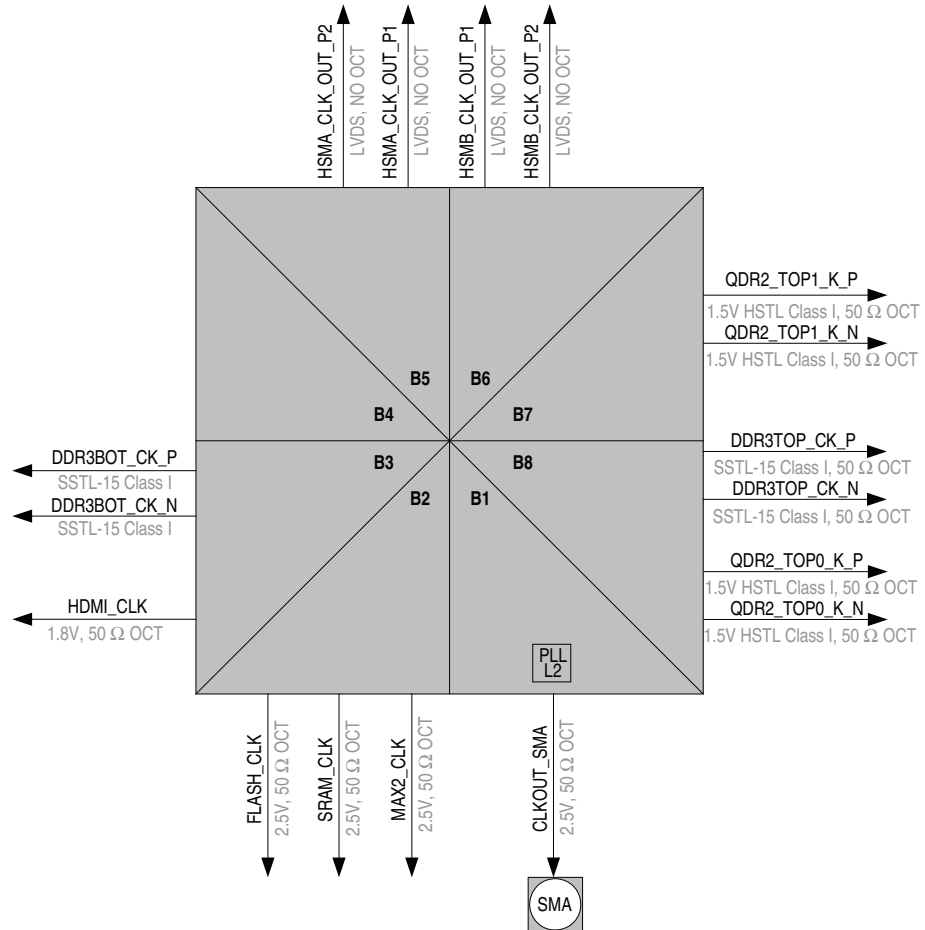 HSMA_CLK_OUT_P2
LVDS, NO OCT
HSMA_CLK_OUT_P1
LVDS, NO OCT
HSMB_CLK_OUT_P1
LVDS, NO OCT
HSMB_CLK_OUT_P2
LVDS, NO OCT
QDR2_TOP1_K_P
1.5V HSTL Class I, 50 Ω OCT
QDR2_TOP1_K_N
1.5V HSTL Class I, 50 Ω OCT
B5
B6
B4
B7
B3
B8
B2
B1
DDR3BOT_CK_P
SSTL-15 Class I
DDR3BOT_CK_N
SSTL-15 Class I
HDMI_CLK
1.8V, 50 Ω OCT
DDR3TOP_CK_P
SSTL-15 Class I, 50 Ω OCT
DDR3TOP_CK_N
SSTL-15 Class I, 50 Ω OCT
QDR2_TOP0_K_P
1.5V HSTL Class I, 50 Ω OCT
QDR2_TOP0_K_N
1.5V HSTL Class I, 50 Ω OCT
PLL
L2
FLASH_CLK
2.5V, 50 Ω OCT
SRAM_CLK
2.5V, 50 Ω OCT
MAX2_CLK
2.5V, 50 Ω OCT
CLKOUT_SMA
2.5V, 50 Ω OCT
SMA